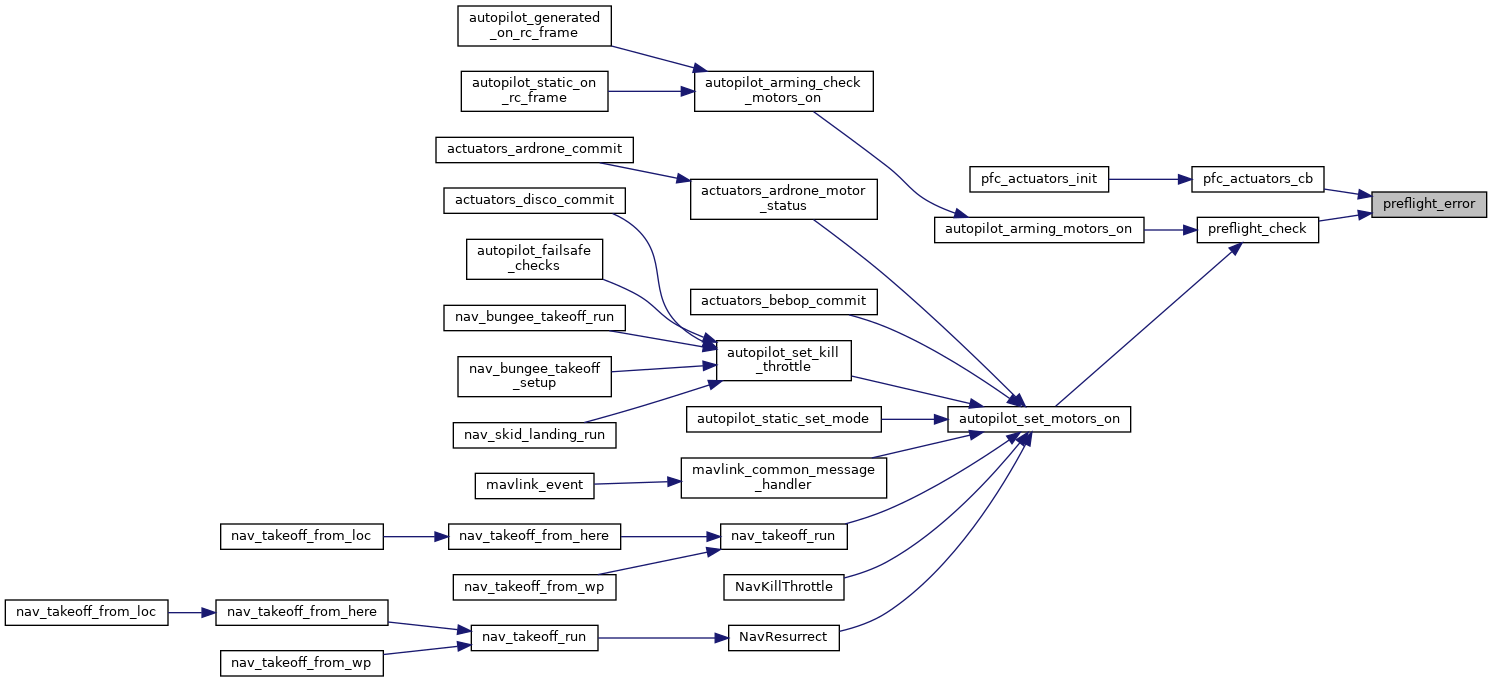 autopilot_generated
_on_rc_frame
autopilot_static_on
_rc_frame
autopilot_arming_check
_motors_on
actuators_ardrone_commit
actuators_ardrone_motor
_status
actuators_disco_commit
autopilot_failsafe
_checks
nav_bungee_takeoff_run
nav_bungee_takeoff
_setup
nav_skid_landing_run
actuators_bebop_commit
autopilot_set_kill
_throttle
autopilot_static_set_mode
mavlink_common_message
_handler
mavlink_event
nav_takeoff_from_loc
nav_takeoff_from_here
nav_takeoff_run
nav_takeoff_from_wp
NavKillThrottle
nav_takeoff_from_loc
nav_takeoff_from_here
nav_takeoff_run
NavResurrect
nav_takeoff_from_wp
pfc_actuators_init
pfc_actuators_cb
autopilot_arming_motors_on
preflight_check
preflight_error
autopilot_set_motors_on